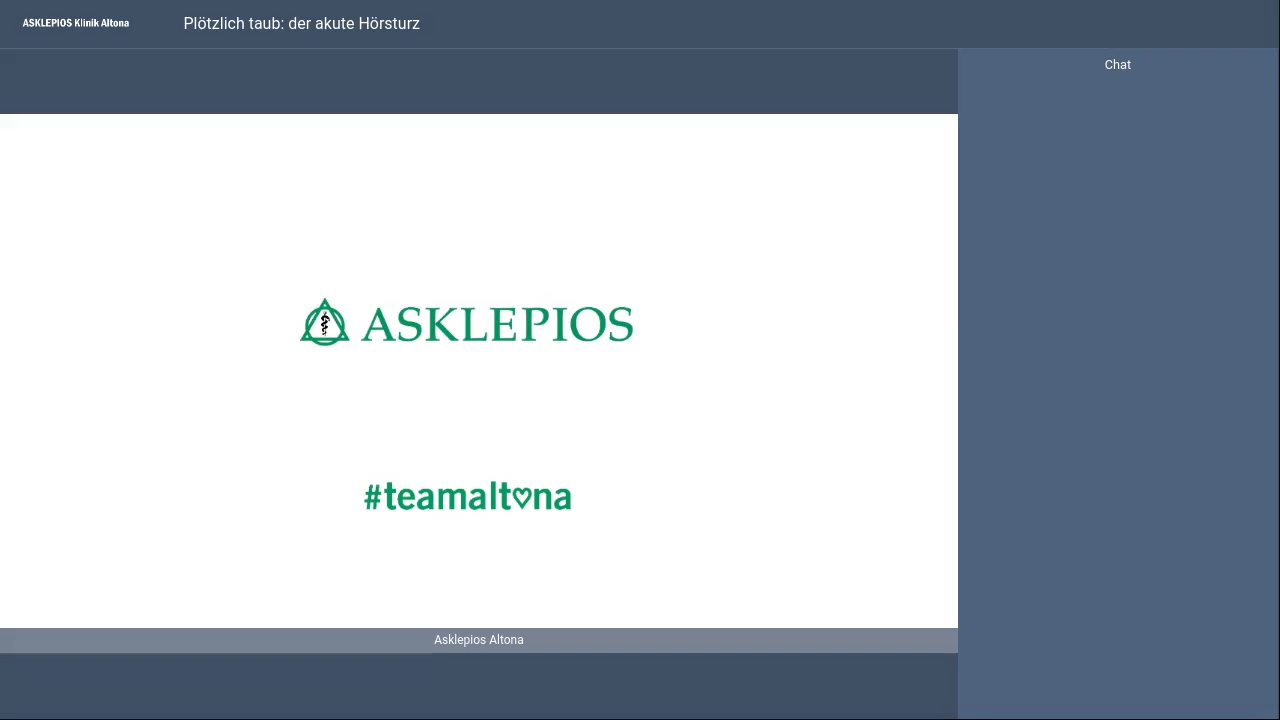 ASKLEPIOS Klinik Altona
Plötzlich taub: der akute Hörsturz
Chat
ASKLEPIOS
#teamaltona
Asklepios Altona